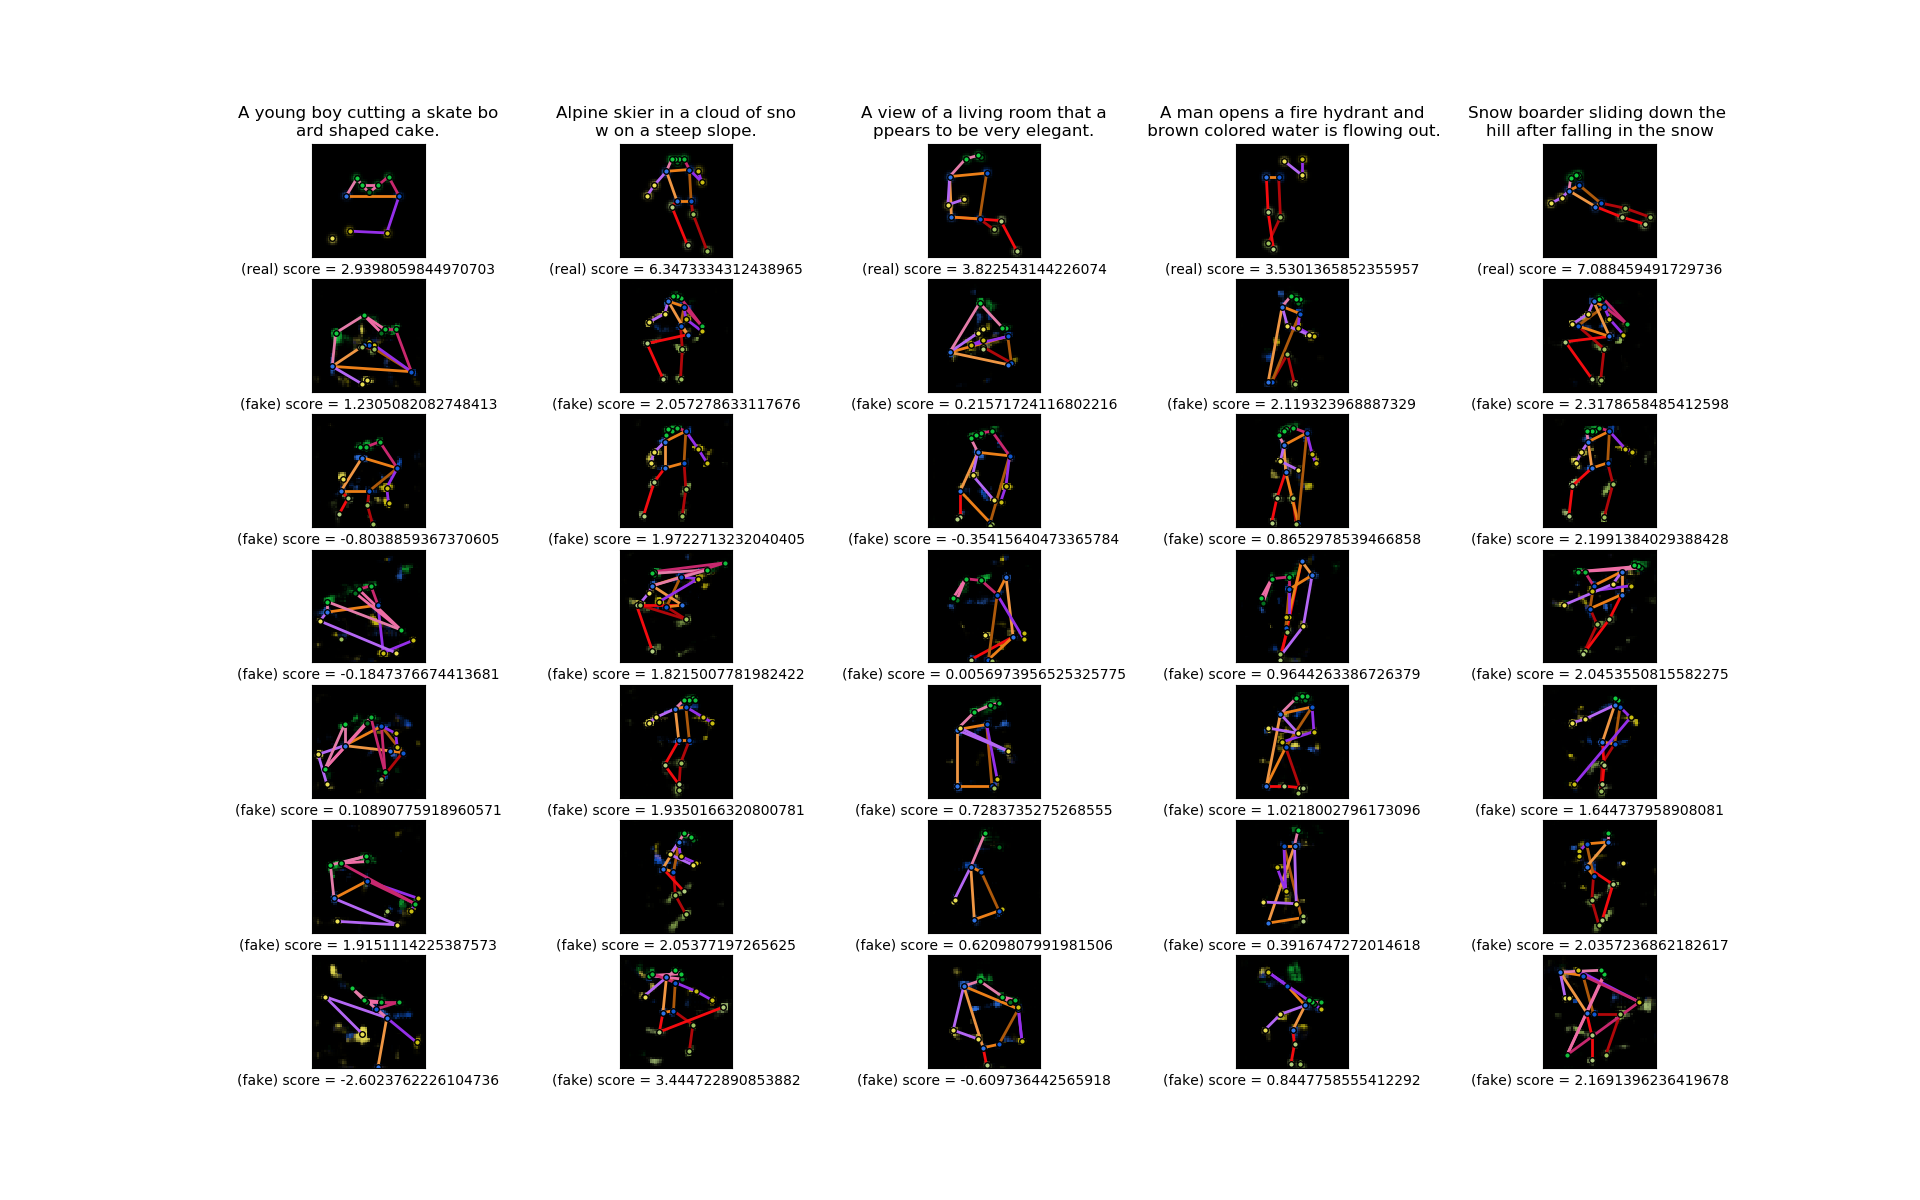 A young boy cutting a skate bo
ard shaped cake.
Alpine skier in a cloud of sno
w on a steep slope.
A view of a living room that a
ppears to be very elegant.
A man opens a fire hydrant and
brown colored water is flowing out.
Snow boarder sliding down the
hill after falling in the snow
(real) score = 2.9398059844970703
(real) score = 6.3473334312438965
(real) score = 3.822543144226074
(real) score = 3.5301365852355957
(real) score = 7.088459491729736
(fake) score = 1.2305082082748413
(fake) score = 2.057278633117676
(fake) score = 0.21571724116802216
(fake) score = 2.119323968887329
(fake) score = 2.3178658485412598
(fake) score = -0.8038859367370605
(fake) score = 1.9722713232040405
(fake) score = -0.35415640473365784
(fake) score = 0.8652978539466858
(fake) score = 2.1991384029388428
(fake) score = -0.1847376674413681
(fake) score = 1.8215007781982422
(fake) score = 0.0056973956525325775
(fake) score = 0.9644263386726379
(fake) score = 2.0453550815582275
(fake) score = 0.10890775918960571
(fake) score = 1.9350166320800781
(fake) score = 0.7283735275268555
(fake) score = 1.0218002796173096
(fake) score = 1.644737958908081
(fake) score = 1.9151114225387573
(fake) score = 2.05377197265625
(fake) score = 0.6209807991981506
(fake) score = 0.3916747272014618
(fake) score = 2.0357236862182617
(fake) score = -2.6023762226104736
(fake) score = 3.444722890853882
(fake) score = -0.609736442565918
(fake) score = 0.8447758555412292
(fake) score = 2.1691396236419678